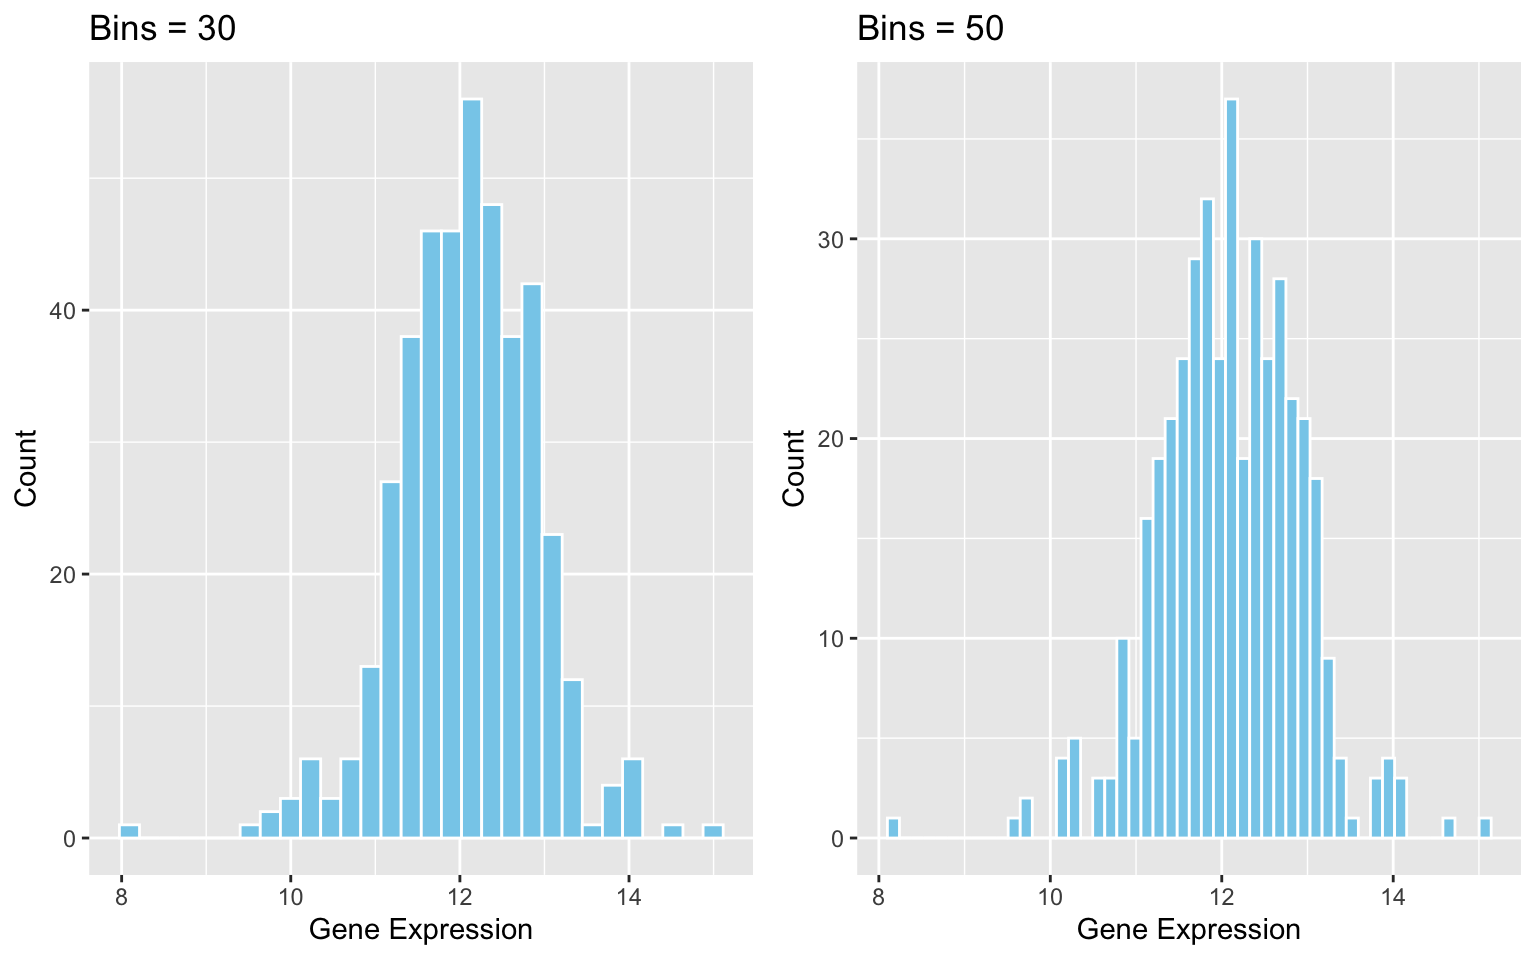 Bins = 30
Count
40
20
0
8 10 12 14
Gene Expression
Bins = 50
Count
30
20
10
0
8 10 12 14
Gene Expression